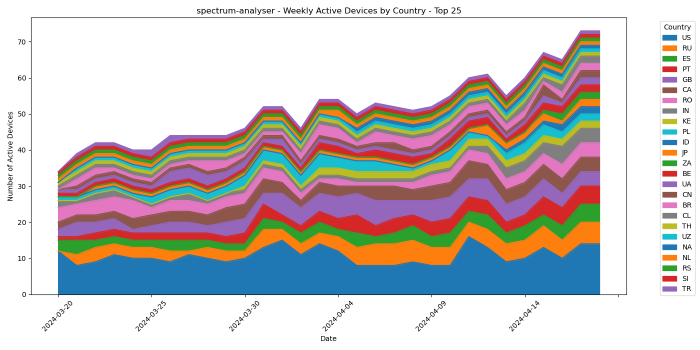 spectrum-analyser - Weekly Active Devices by Country - Top 25
Number of Active Devices
70
60
50
40
30
20
10
0
2024-03-20
2024-03-25
2024-03-30
2024-04-04
2024-04-09
2024-04-14
Date
Country
US
RU
ES
PT
GB
CA
RO
IN
KE
PL
ID
JP
ZA
BE
UA
CN
BR
CL
TH
UZ
NA
NL
RS
SI
TR